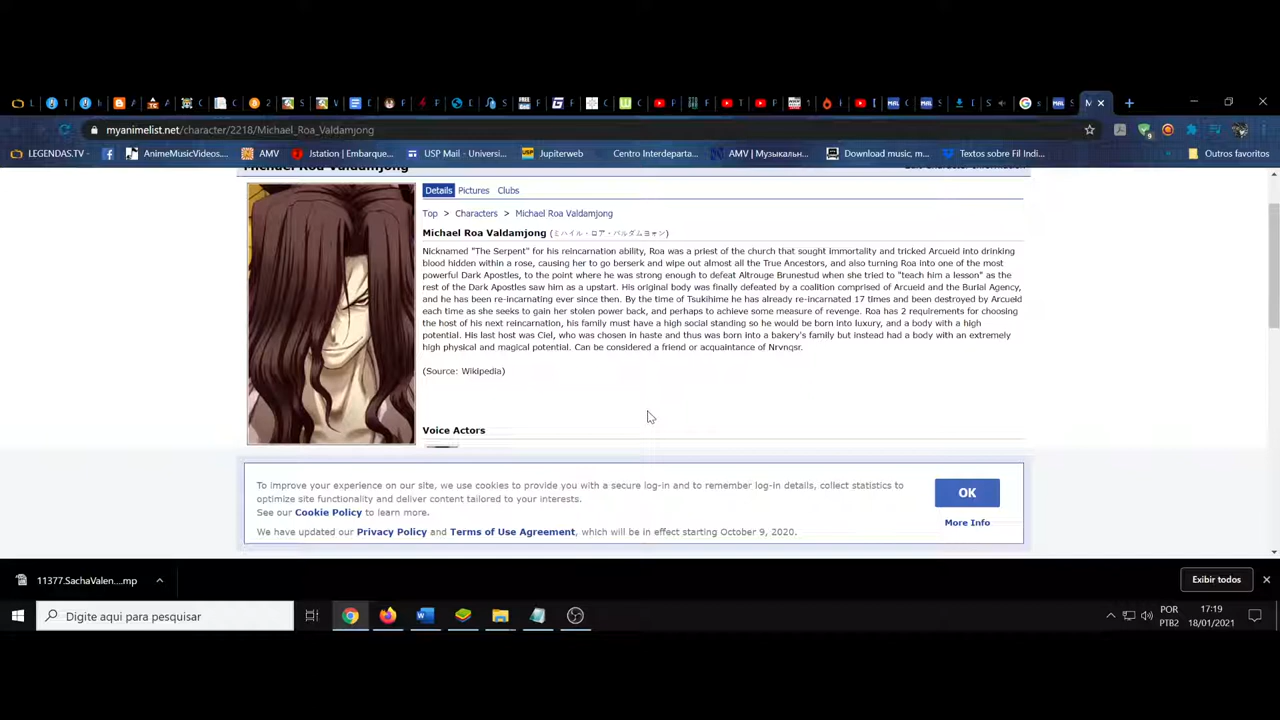 myanimelist.net/character/2218/Michael_Roa_Valdamjong
LEGENDAS.TV - AnimeMusicVideos.... AMV Jstation | Embarque... USP Mail - Universi... Jupiterweb Centro Interdeparta... AMV | Музыкаль... Download music, m... Textos sobre Fil Indi... Outros favoritos
Details Pictures Clubs
Top > Characters > Michael Roa Valdamjong
Michael Roa Valdamjong (ミハイル・ロア・バルダムヨォン)
Nicknamed "The Serpent" for his reincarnation ability, Roa was a priest of the church that sought immortality and tricked Arcueid into drinking
blood hidden within a rose, causing her to go berserk and wipe out almost all the True Ancestors, and also turning Roa into one of the most
powerful Dark Apostles, to the point where he was strong enough to defeat Altrouge Brunestud when she tried to "teach him a lesson" as the
rest of the Dark Apostles saw him as a upstart. His original body was finally defeated by a coalition comprised of Arcueid and the Burial Agency,
and he has been re-incarnating ever since then. By the time of Tsukihime he has already re-incarnated 17 times and been destroyed by Arcueid
each time as she seeks to gain her stolen power back, and perhaps to achieve some measure of revenge. Roa has 2 requirements for choosing
the host of his next reincarnation, his family must have a high social standing so he would be born into luxury, and a body with a high
potential. His last host was Ciel, who was chosen in haste and thus was born into a bakery's family but instead had a body with an extremely
high physical and magical potential. Can be considered a friend or acquaintance of Nrvnqsr.
(Source: Wikipedia)
Voice Actors
To improve your experience on our site, we use cookies to provide you with a secure log-in and to remember log-in details, collect statistics to
optimize site functionality and deliver content tailored to your interests.
See our Cookie Policy to learn more.
We have updated our Privacy Policy and Terms of Use Agreement, which will be in effect starting October 9, 2020.
OK
More Info
11377.SachaValen....mp
Exibir todos
Digite aqui para pesquisar
POR
PTB2
17:19
18/01/2021